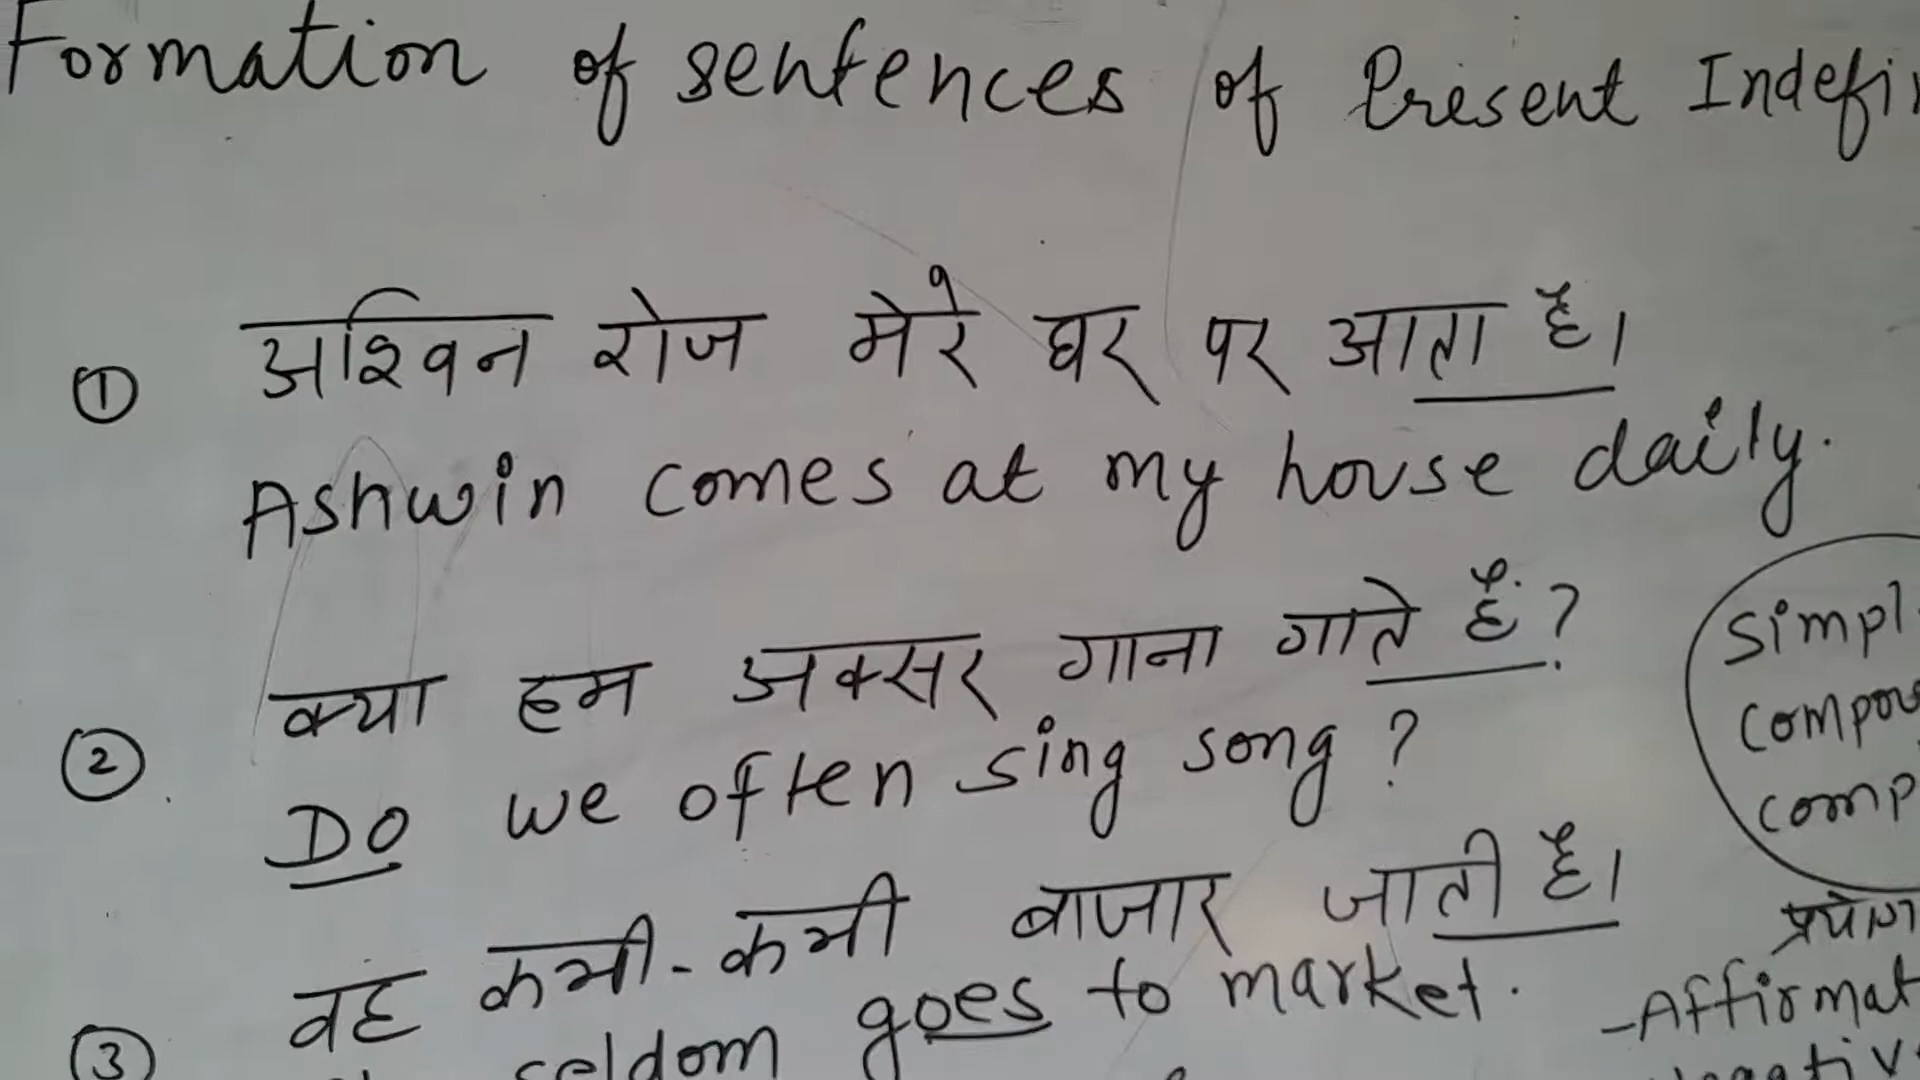 Formation of sentences of Present Indefi
① अश्विन रोज मेरे घर पर आता है।
Ashwin comes at my house daily.
② क्या हम अक्सर गाना गाते हैं?
Do we often sing song?
③ वह कभी-कभी बाजार जाती है।
seldom goes to market.
simpl
compou
comp
प्रयोग
-Affirmat